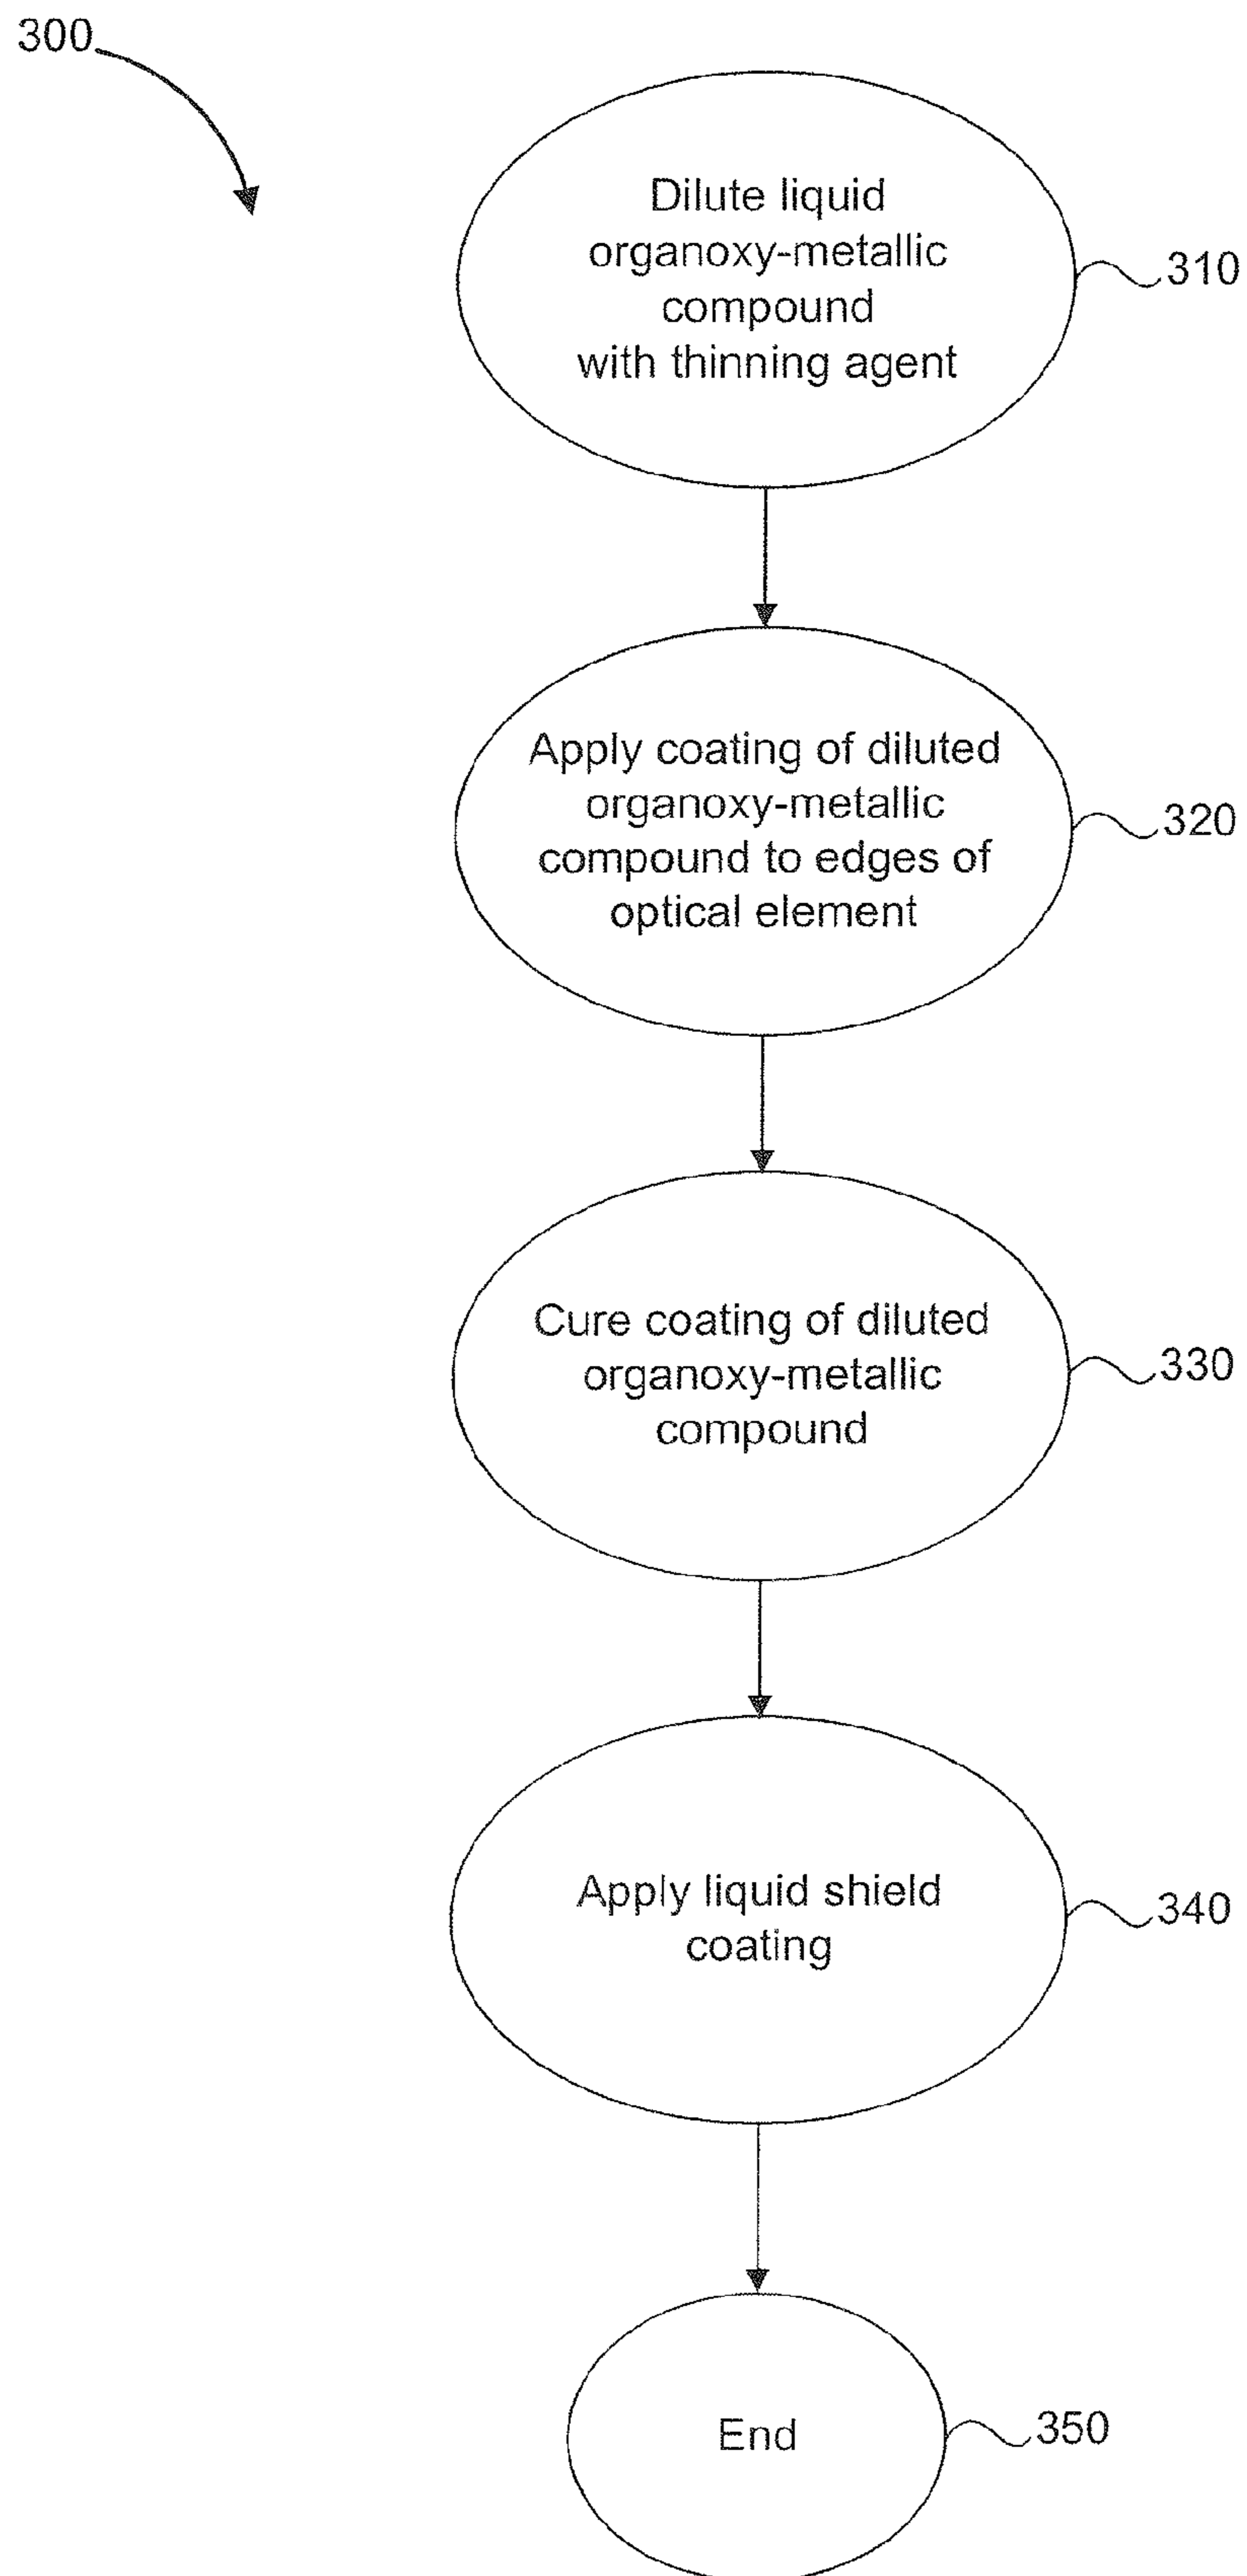 300
Dilute liquid
organoxy-metallic
compound
with thinning agent
310
Apply coating of diluted
organoxy-metallic
compound to edges of
optical element
320
Cure coating of diluted
organoxy-metallic
compound
330
Apply liquid shield
coating
340
End
350